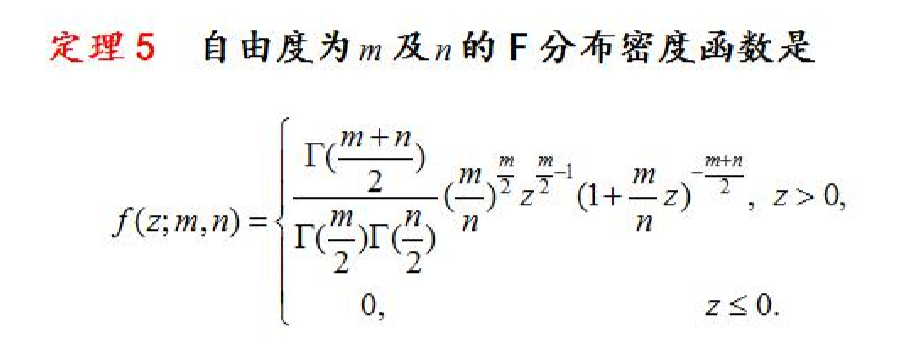 定理5 自由度为m及n的F分布密度函数是
f(z;m,n)={ Γ((m+n)/2) / (Γ(m/2)Γ(n/2)) (m/n)^(m/2) z^(m/2-1) (1+(m/n)z)^(-(m+n)/2), z>0,
0, z≤0.